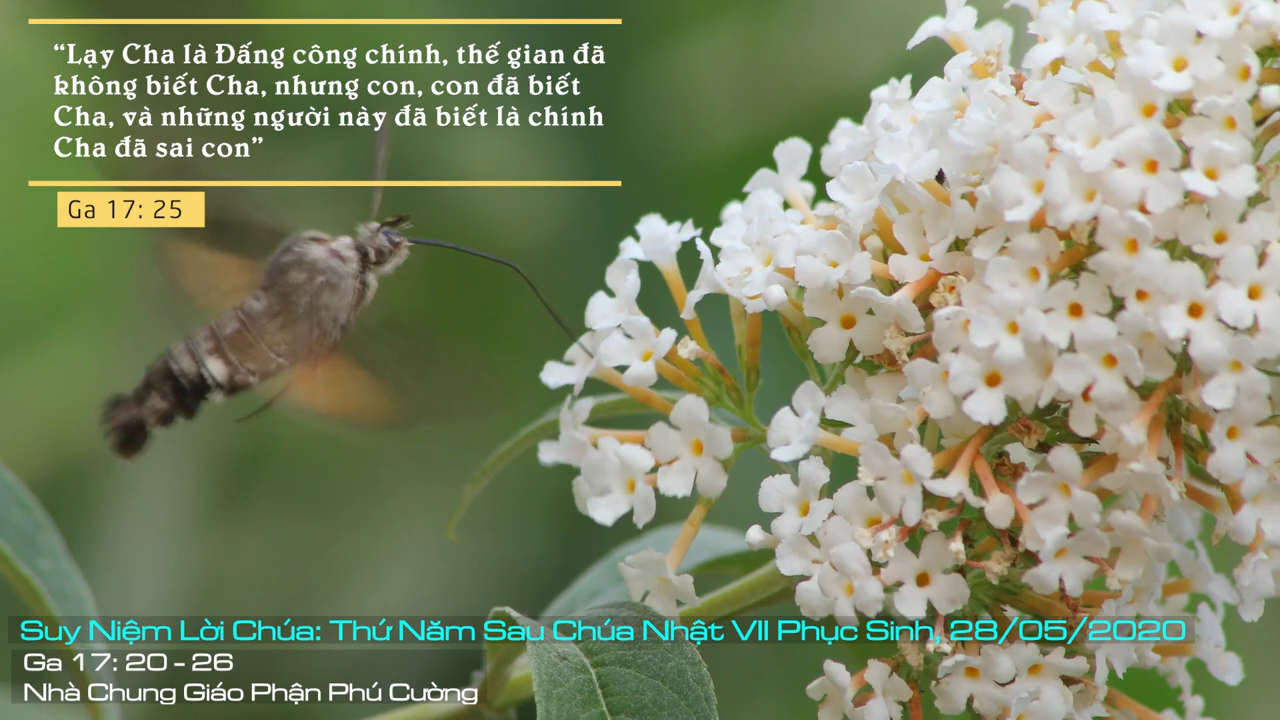 “Lạy Cha là Đấng công chính, thế gian đã
không biết Cha, nhưng con, con đã biết
Cha, và những người này đã biết là chính
Cha đã sai con”
Ga 17: 25
Suy Niệm Lời Chúa: Thứ Năm Sau Chúa Nhật VII Phục Sinh, 28/05/2020
Ga 17: 20 - 26
Nhà Chung Giáo Phận Phú Cường